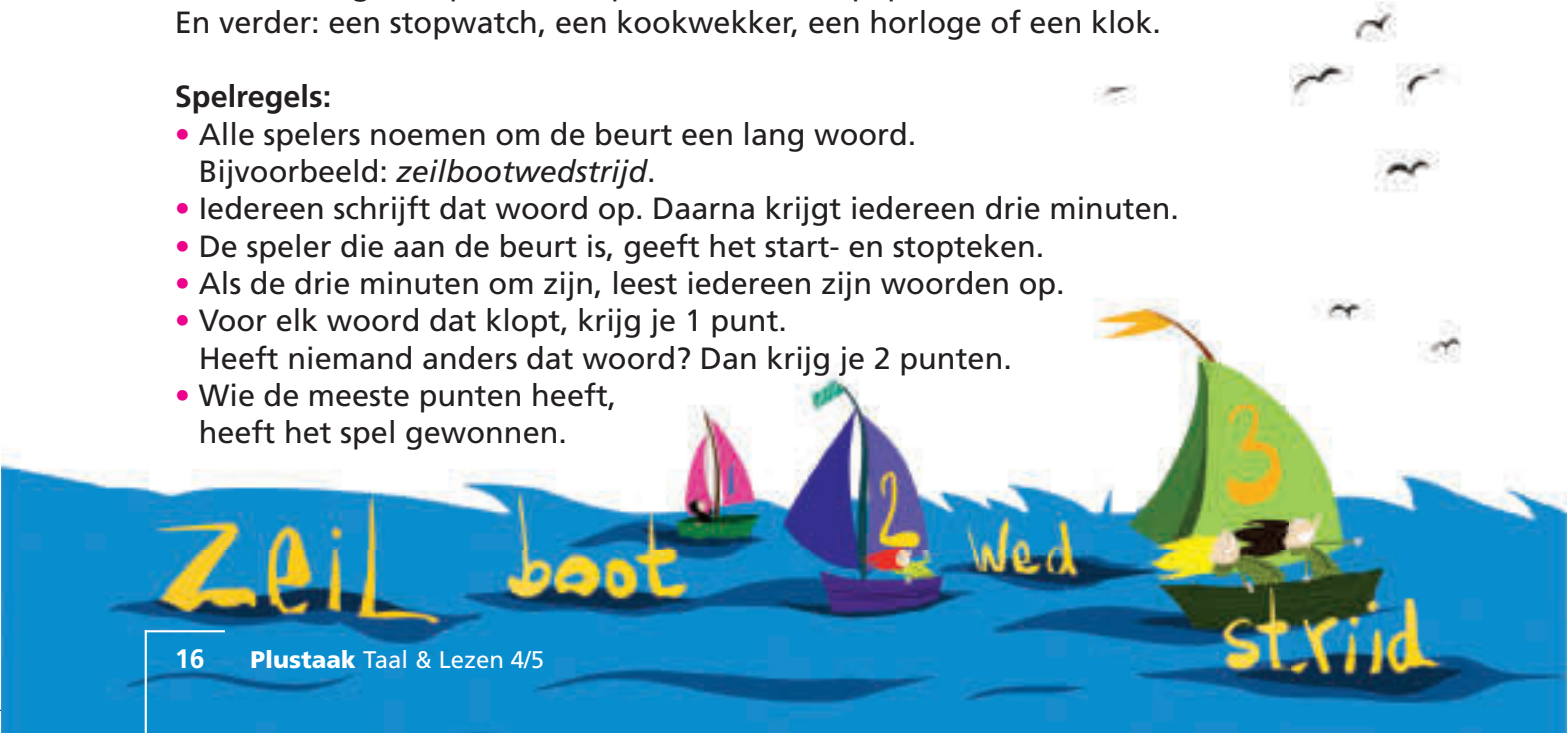 En verder: een stopwatch, een kookwekker, een horloge of een klok.
Spelregels:
• Alle spelers noemen om de beurt een lang woord.
Bijvoorbeeld: zeilbootwedstrijd.
• Iedereen schrijft dat woord op. Daarna krijgt iedereen drie minuten.
• De speler die aan de beurt is, geeft het start- en stopteken.
• Als de drie minuten om zijn, leest iedereen zijn woorden op.
• Voor elk woord dat klopt, krijg je 1 punt.
Heeft niemand anders dat woord? Dan krijg je 2 punten.
• Wie de meeste punten heeft,
heeft het spel gewonnen.
1
2
3
zeil boot wed
strijd
16 Plustaak Taal & Lezen 4/5